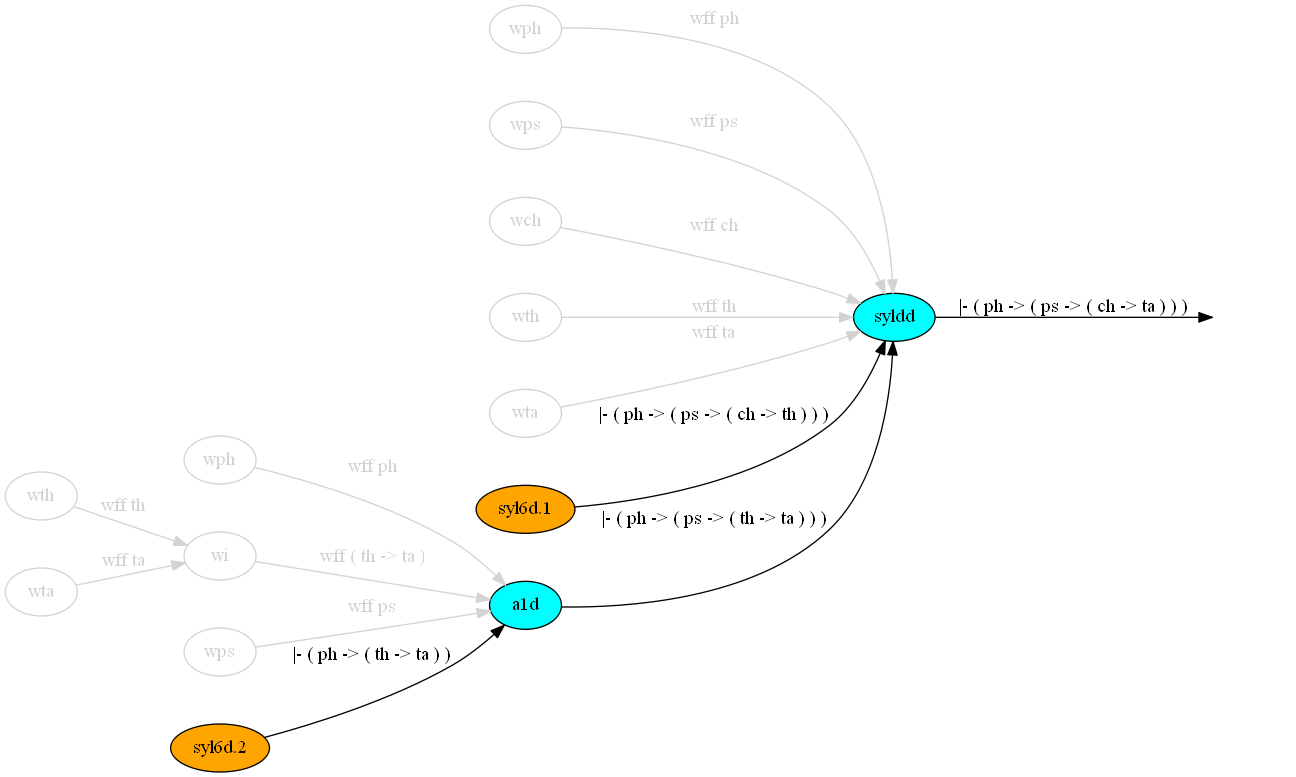 wph
wff ph
wps
wff ps
wch
wff ch
wth
wff th
wta
wff ta
syldd
|- ( ph -> ( ps -> ( ch -> ta ) ) )
|- ( ph -> ( ps -> ( ch -> th ) ) )
syl6d.1
|- ( ph -> ( ps -> ( th -> ta ) ) )
wph
wff ph
wth
wff th
wta
wff ta
wi
wff ( th -> ta )
wps
wff ps
a1d
|- ( ph -> ( th -> ta ) )
syl6d.2